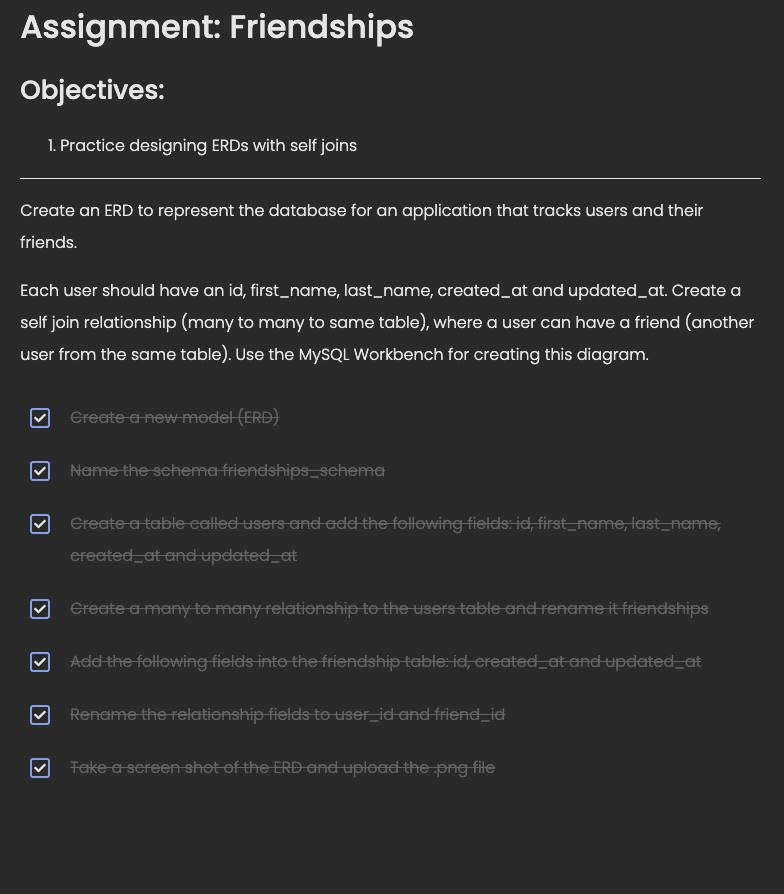 Assignment: Friendships
Objectives:
1. Practice designing ERDs with self joins
Create an ERD to represent the database for an application that tracks users and their
friends.
Each user should have an id, first_name, last_name, created_at and updated_at. Create a
self join relationship (many to many to same table), where a user can have a friend (another
user from the same table). Use the MySQL Workbench for creating this diagram.
Create a new model (ERD)
Name the schema friendships_schema
Create a table called users and add the following fields: id, first_name, last_name,
created_at and updated_at
Create a many to many relationship to the users table and rename it friendships
Add the following fields into the friendship table: id, created_at and updated_at
Rename the relationship fields to user_id and friend_id
Take a screen shot of the ERD and upload the .png file